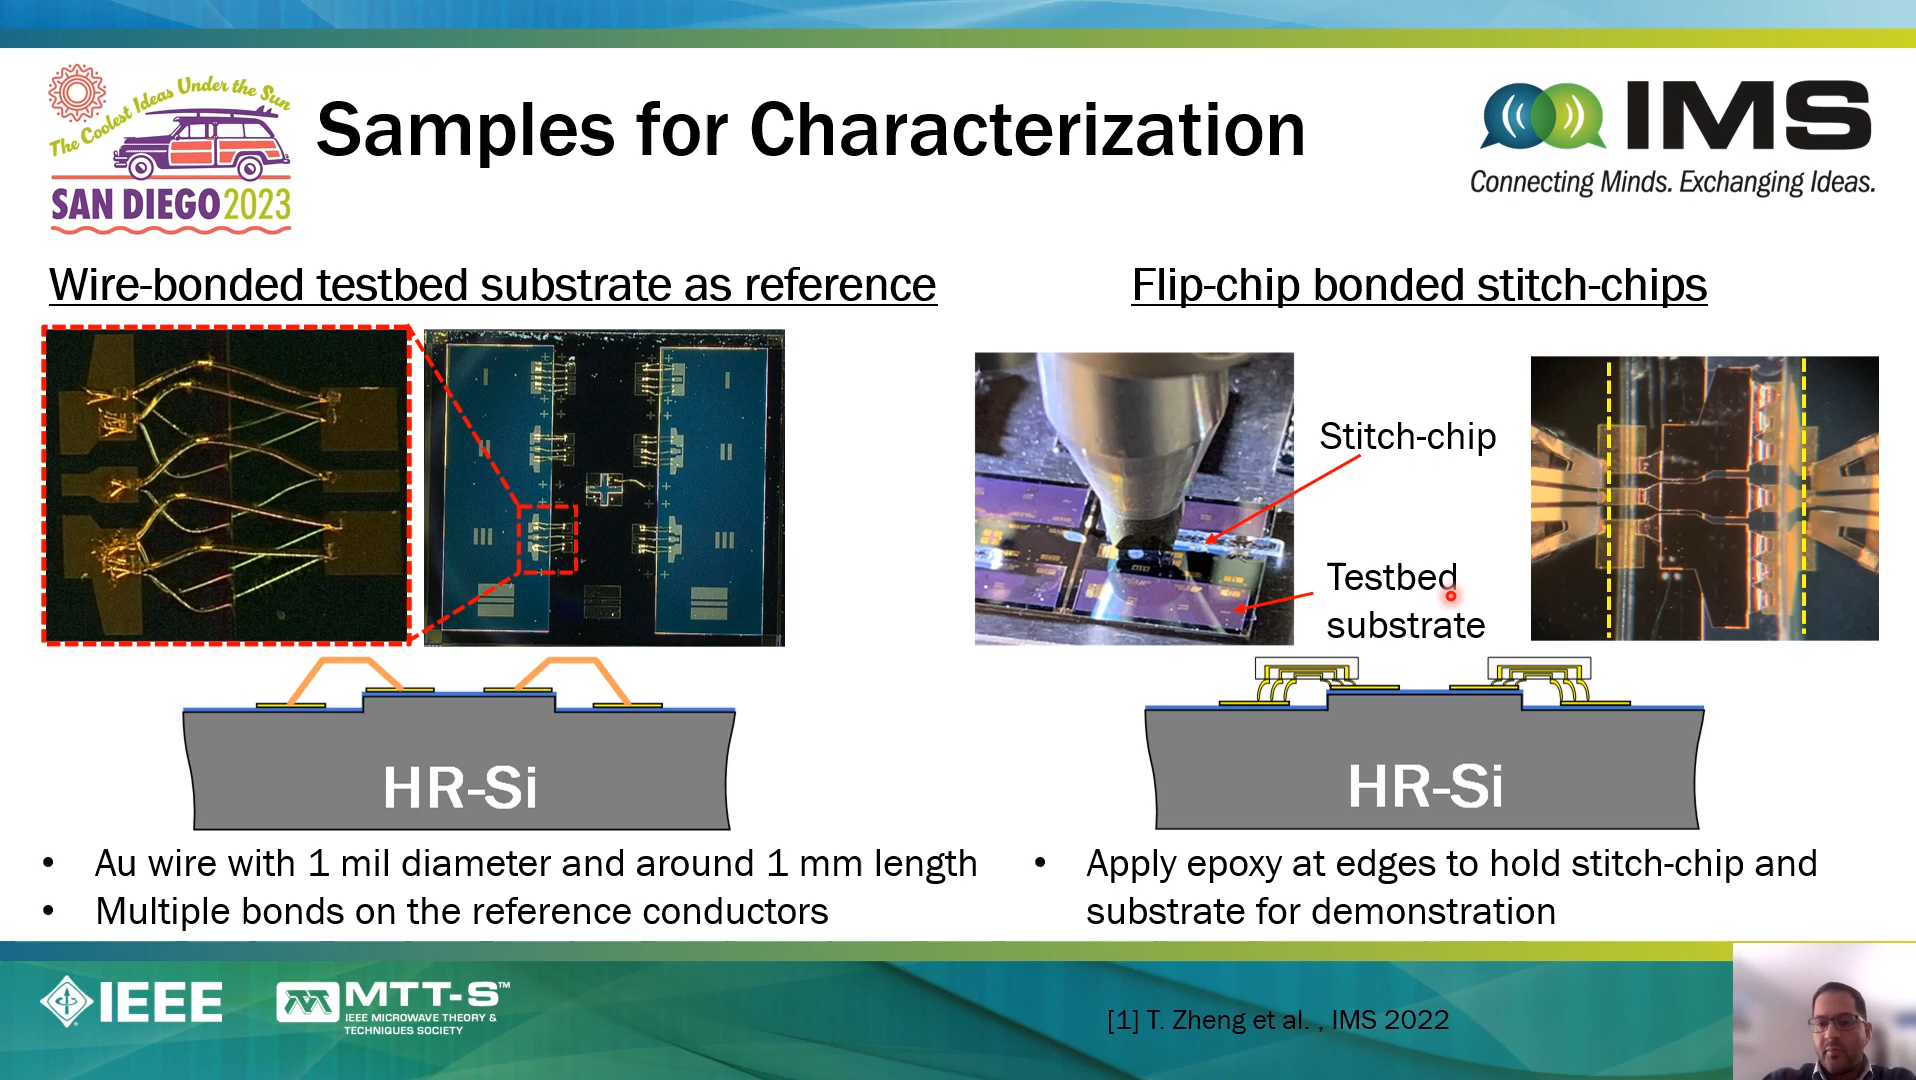 The Coolest Ideas Under the Sun
SAN DIEGO 2023
Samples for Characterization
IMS
Connecting Minds. Exchanging Ideas.
Wire-bonded testbed substrate as reference
Flip-chip bonded stitch-chips
Stitch-chip
Testbed
substrate
HR-Si
HR-Si
• Au wire with 1 mil diameter and around 1 mm length
• Multiple bonds on the reference conductors
• Apply epoxy at edges to hold stitch-chip and
substrate for demonstration
IEEE
MTT-S™
IEEE MICROWAVE THEORY &
TECHNIQUES SOCIETY
[1] T. Zheng et al. , IMS 2022